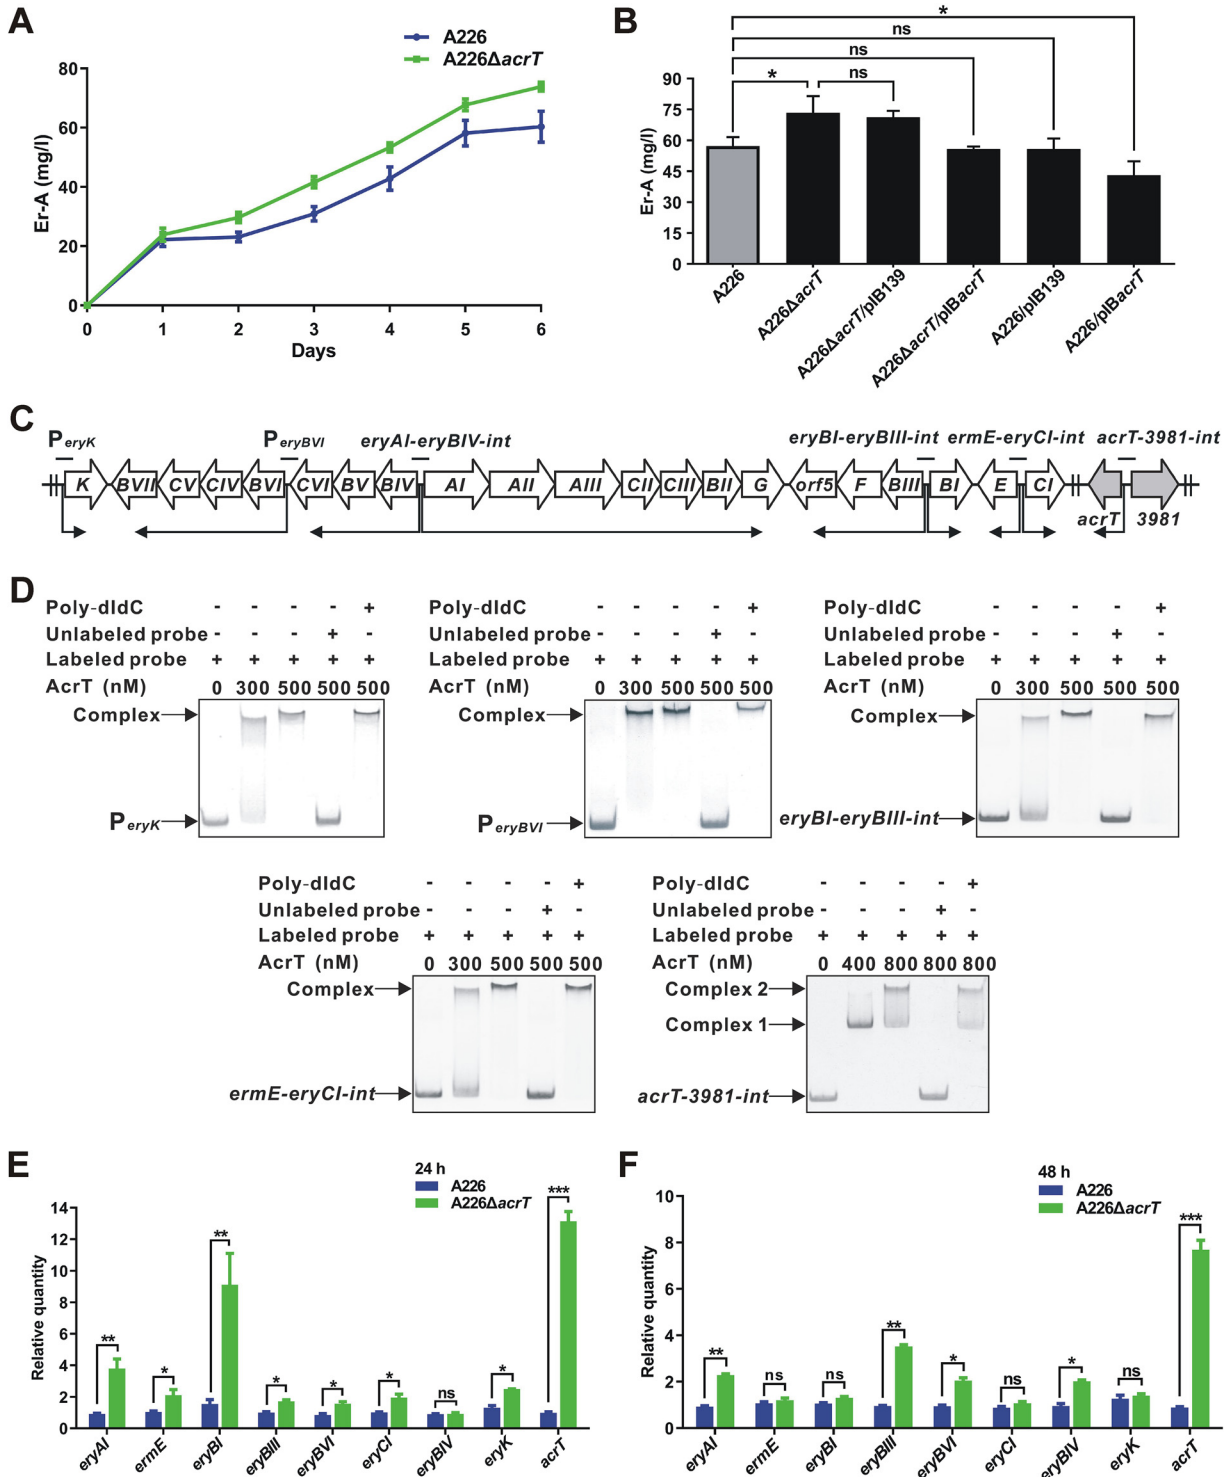 A
A226
A226ΔacrT
Er-A (mg/l)
80
60
40
20
0
0 1 2 3 4 5 6
Days
B
*
ns
ns
* ns
Er-A (mg/l)
90
75
60
45
30
15
0
A226
A226ΔacrT
A226ΔacrT/pIB139
A226ΔacrT/pIBacrT
A226/pIB139
A226/pIBacrT
C
PeryK PeryBVI eryAI-eryBIV-int eryBI-eryBIII-int ermE-eryCI-int acrT-3981-int
K BVII CV CIV BVI CVI BV BIV AI AII AIII CII CIII BII G orf5 F BIII BI E CI
acrT 3981
D
Poly-dIdC - - - - +
Unlabeled probe - - - + -
Labeled probe + + + + +
AcrT (nM) 0 300 500 500 500
Complex
PeryK
Poly-dIdC - - - - +
Unlabeled probe - - - + -
Labeled probe + + + + +
AcrT (nM) 0 300 500 500 500
Complex
PeryBVI
Poly-dIdC - - - - +
Unlabeled probe - - - + -
Labeled probe + + + + +
AcrT (nM) 0 300 500 500 500
Complex
eryBI-eryBIII-int
Poly-dIdC - - - - +
Unlabeled probe - - - + -
Labeled probe + + + + +
AcrT (nM) 0 300 500 500 500
Complex
ermE-eryCI-int
Poly-dIdC - - - - +
Unlabeled probe - - - + -
Labeled probe + + + + +
AcrT (nM) 0 400 800 800 800
Complex 2
Complex 1
acrT-3981-int
E
24 h
A226
A226ΔacrT
Relative quantity
14
12
10
8
6
4
2
0
** * ** * * * ns * ***
eryAI ermE eryBI eryBIII eryBVI eryCI eryBIV eryK acrT
F
48 h
A226
A226ΔacrT
Relative quantity
10
8
6
4
2
0
** ns ns ** * ns * ns ***
eryAI ermE eryBI eryBIII eryBVI eryCI eryBIV eryK acrT